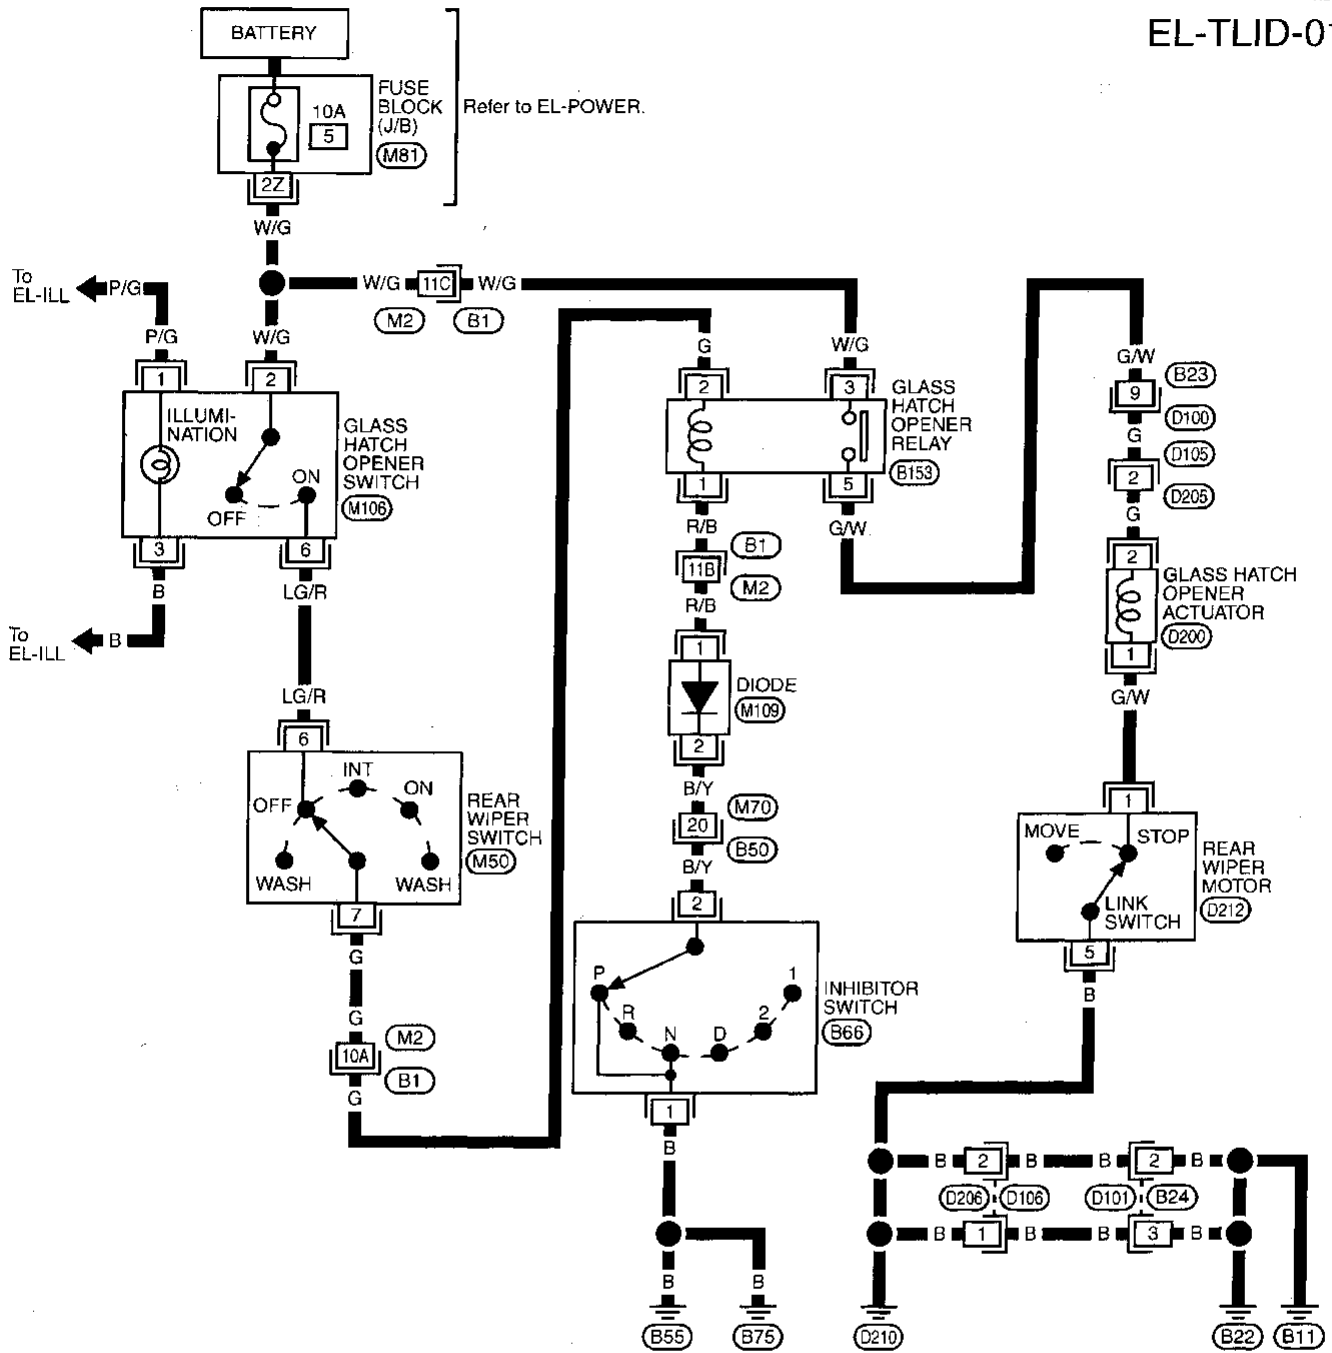 EL-TLID-01
BATTERY
FUSE
BLOCK
(J/B)
M81
10A
5
Refer to EL-POWER.
2Z
W/G
To
EL-ILL
P/G
P/G
W/G
W/G
11C
W/G
M2
B1
G
W/G
G/W
1
2
ILLUMI-
NATION
ON
OFF
GLASS
HATCH
OPENER
SWITCH
M106
3
6
B
LG/R
To
EL-ILL
B
LG/R
2
3
GLASS
HATCH
OPENER
RELAY
B153
1
5
R/B
G/W
B1
11B
M2
R/B
1
DIODE
M109
2
B/Y
M70
20
B50
B/Y
9
B23
D100
G
D105
2
D205
G
2
GLASS HATCH
OPENER
ACTUATOR
D200
1
G/W
6
OFF
INT
ON
WASH
WASH
REAR
WIPER
SWITCH
M50
7
G
G
M2
10A
B1
G
2
P
R
N
D
2
1
INHIBITOR
SWITCH
B66
1
B
1
MOVE
STOP
LINK
SWITCH
REAR
WIPER
MOTOR
D212
5
B
B 2 B B 2 B
D206 D106 D101 B24
B 1 B B 3 B
B B
B55 B75 D210 B22 B11